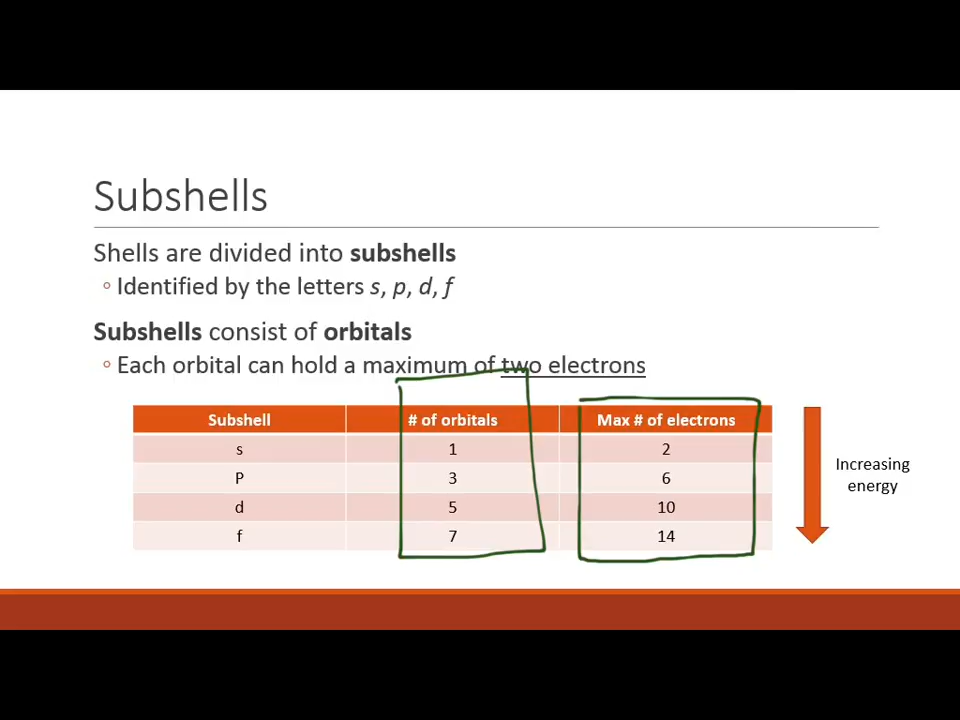 Subshells
Shells are divided into subshells
◦ Identified by the letters s, p, d, f
Subshells consist of orbitals
◦ Each orbital can hold a maximum of two electrons
Subshell # of orbitals Max # of electrons
s 1 2
P 3 6
d 5 10
f 7 14
Increasing
energy